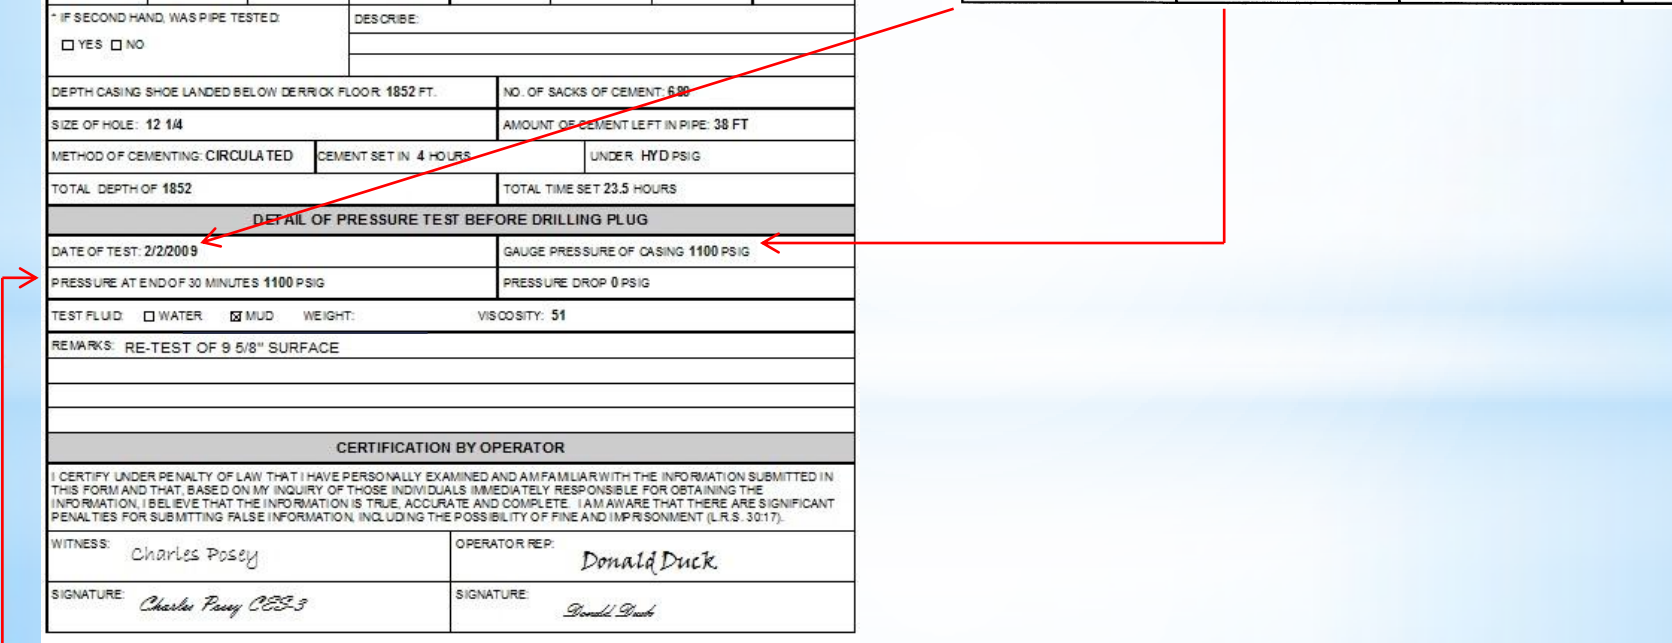 * IF SECOND HAND, WAS PIPE TESTED:
DESCRIBE:
YES NO
DEPTH CASING SHOE LANDED BELOW DERRICK FLOOR: 1852 FT.
NO. OF SACKS OF CEMENT:
SIZE OF HOLE: 12 1/4
AMOUNT OF CEMENT LEFT IN PIPE: 38 FT
METHOD OF CEMENTING: CIRCULATED
CEMENT SET IN 4 HOURS
UNDER HYD PSIG
TOTAL DEPTH OF 1852
TOTAL TIME SET 23.5 HOURS
DETAIL OF PRESSURE TEST BEFORE DRILLING PLUG
DATE OF TEST: 2/2/2009
GAUGE PRESSURE OF CASING 1100 PSIG
PRESSURE AT END OF 30 MINUTES 1100 PSIG
PRESSURE DROP 0 PSIG
TEST FLUID: WATER MUD WEIGHT: VISCOSITY: 51
REMARKS: RE-TEST OF 9 5/8" SURFACE
CERTIFICATION BY OPERATOR
I CERTIFY UNDER PENALTY OF LAW THAT I HAVE PERSONALLY EXAMINED AND AM FAMILIAR WITH THE INFORMATION SUBMITTED IN
THIS FORM AND THAT, BASED ON MY INQUIRY OF THOSE INDIVIDUALS IMMEDIATELY RESPONSIBLE FOR OBTAINING THE
INFORMATION, I BELIEVE THAT THE INFORMATION IS TRUE, ACCURATE AND COMPLETE. I AM AWARE THAT THERE ARE SIGNIFICANT
PENALTIES FOR SUBMITTING FALSE INFORMATION, INCLUDING THE POSSIBILITY OF FINE AND IMPRISONMENT (L.R.S. 30:17).
WITNESS: Charles Posey
OPERATOR REP: Donald Duck
SIGNATURE: Charles Posey CES-3
SIGNATURE: Donald Duck